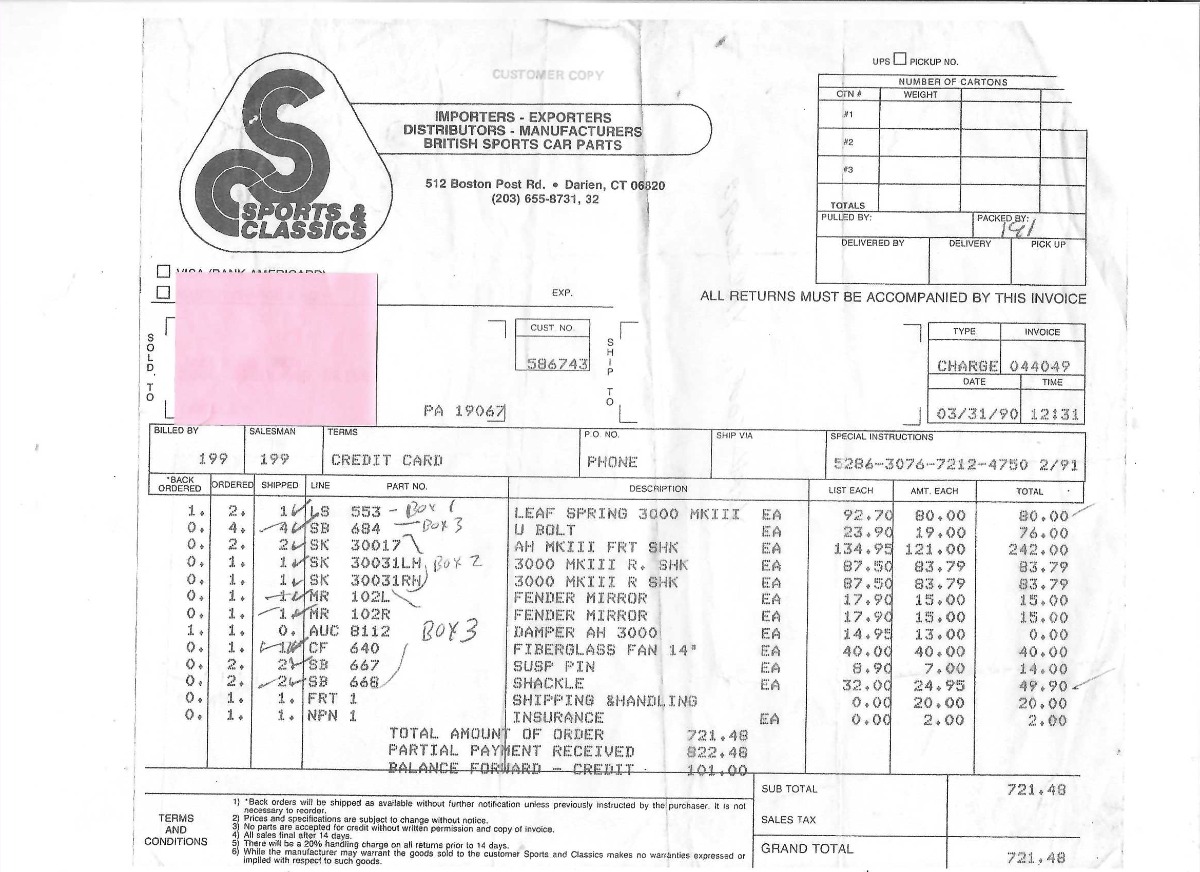 CUSTOMER COPY
UPS PICKUP NO.
NUMBER OF CARTONS
CTN # WEIGHT
#1
#2
#3
TOTALS
PULLED BY: PACKED BY: 191
DELIVERED BY DELIVERY PICK UP
IMPORTERS - EXPORTERS
DISTRIBUTORS - MANUFACTURERS
BRITISH SPORTS CAR PARTS
512 Boston Post Rd. • Darien, CT 06820
(203) 655-8731, 32
SPORTS &
CLASSICS
VISA (BANK AMERICARD)
EXP.
ALL RETURNS MUST BE ACCOMPANIED BY THIS INVOICE
SOLD TO
PA 19067
CUST. NO.
586743
SHIP TO
TYPE INVOICE
CHARGE 044049
DATE TIME
03/31/90 12:31
BILLED BY SALESMAN TERMS P.O. NO. SHIP VIA SPECIAL INSTRUCTIONS
199 199 CREDIT CARD PHONE 5286-3076-7212-4750 2/91
*BACK ORDERED ORDERED SHIPPED LINE PART NO. DESCRIPTION LIST EACH AMT. EACH TOTAL
1. 2. 1. LS 553 - Box 1 LEAF SPRING 3000 MKIII EA 92.70 80.00 80.00
0. 4. 4. SB 684 - Box 3 U BOLT EA 23.90 19.00 76.00
0. 2. 2. SK 30017 AH MKIII FRT SHK EA 134.95 121.00 242.00
0. 1. 1. SK 30031LH Box 2 3000 MKIII R. SHK EA 87.50 83.79 83.79
0. 1. 1. SK 30031RH 3000 MKIII R SHK EA 87.50 83.79 83.79
0. 1. 1. MR 102L FENDER MIRROR EA 17.90 15.00 15.00
0. 1. 1. MR 102R FENDER MIRROR EA 17.90 15.00 15.00
1. 1. 0. AUC 8112 Box 3 DAMPER AH 3000 EA 14.95 13.00 0.00
0. 1. 1. CF 640 FIBERGLASS FAN 14" EA 40.00 40.00 40.00
0. 2. 2. SB 667 SUSP PIN EA 8.90 7.00 14.00
0. 2. 2. SB 668 SHACKLE EA 32.00 24.95 49.90
0. 1. 1. FRT 1 SHIPPING &HANDLING 0.00 20.00 20.00
0. 1. 1. NPN 1 INSURANCE EA 0.00 2.00 2.00
TOTAL AMOUNT OF ORDER 721.48
PARTIAL PAYMENT RECEIVED 822.48
BALANCE FORWARD - CREDIT 101.00
TERMS
AND
CONDITIONS
1) *Back orders will be shipped as available without further notification unless previously instructed by the purchaser. It is not
necessary to reorder.
2) Prices and specifications are subject to change without notice.
3) No parts are accepted for credit without written permission and copy of invoice.
4) All sales final after 14 days.
5) There will be a 20% handling charge on all returns prior to 14 days.
6) While the manufacturer may warrant the goods sold to the customer Sports and Classics makes no warranties expressed or
implied with respect to such goods.
SUB TOTAL 721.48
SALES TAX
GRAND TOTAL 721.48